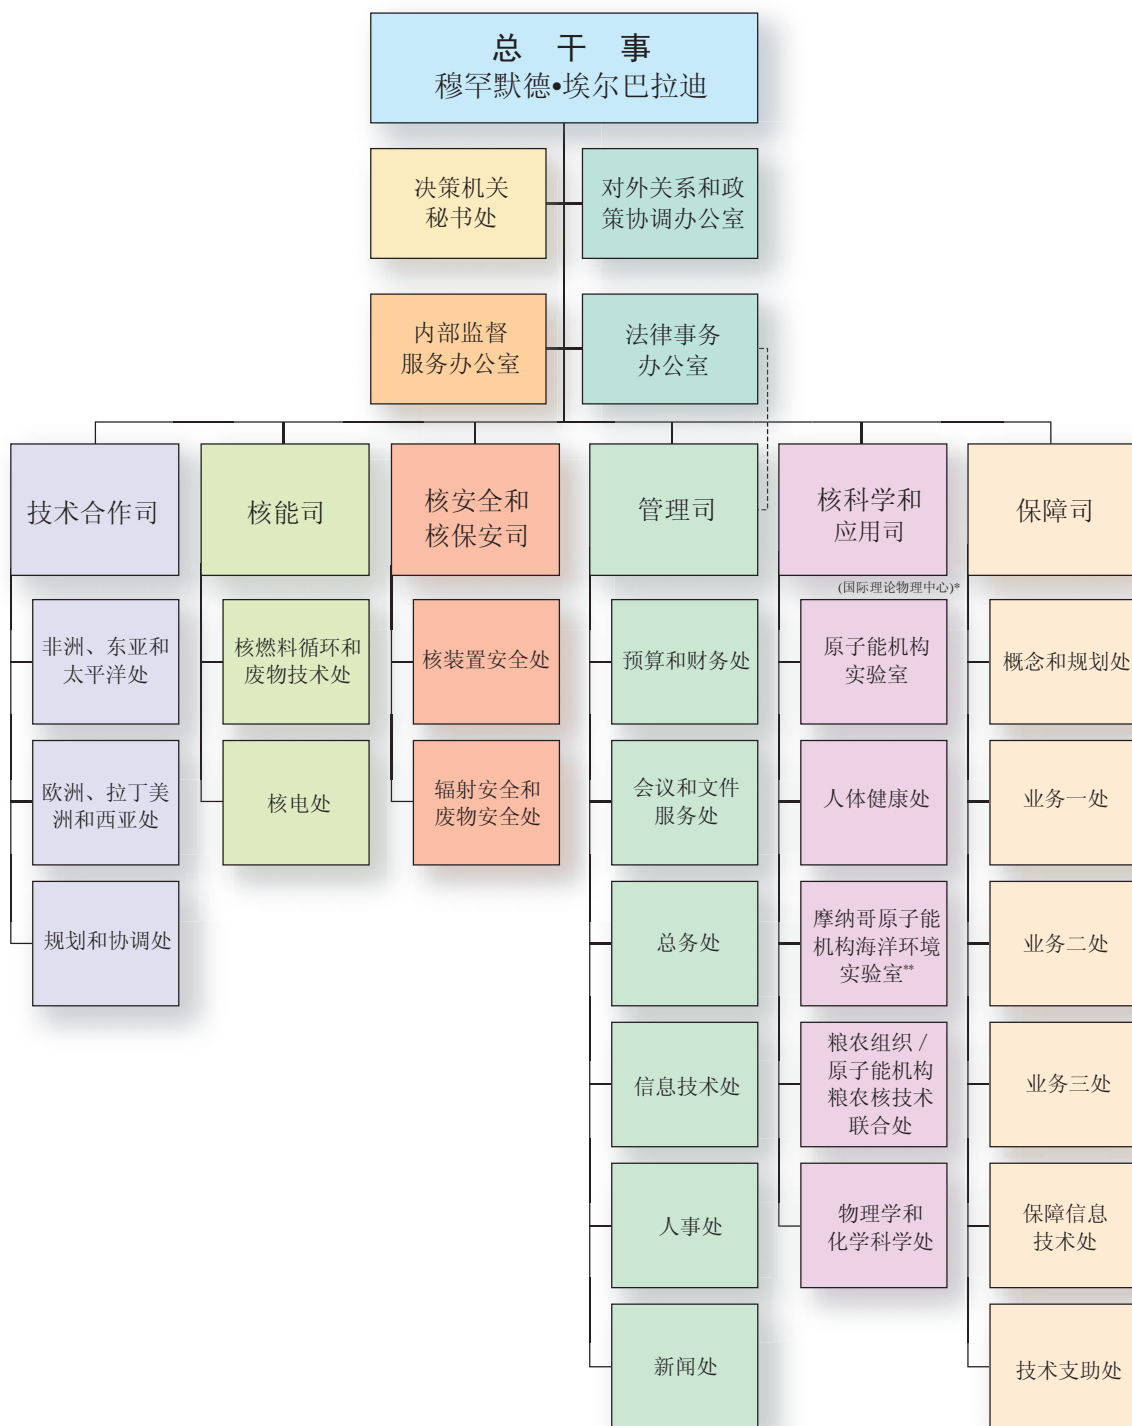 总 干 事
穆罕默德•埃尔巴拉迪
决策机关
秘书处
对外关系和政
策协调办公室
内部监督
服务办公室
法律事务
办公室
技术合作司
核能司
核安全和
核保安司
管理司
核科学和
应用司
保障司
(国际理论物理中心)*
非洲、东亚和
太平洋处
欧洲、拉丁美
洲和西亚处
规划和协调处
核燃料循环和
废物技术处
核电处
核装置安全处
辐射安全和
废物安全处
预算和财务处
会议和文件
服务处
总务处
信息技术处
人事处
新闻处
原子能机构
实验室
人体健康处
摩纳哥原子能
机构海洋环境
实验室**
粮农组织 /
原子能机构
粮农核技术
联合处
物理学和
化学科学处
概念和规划处
业务一处
业务二处
业务三处
保障信息
技术处
技术支助处